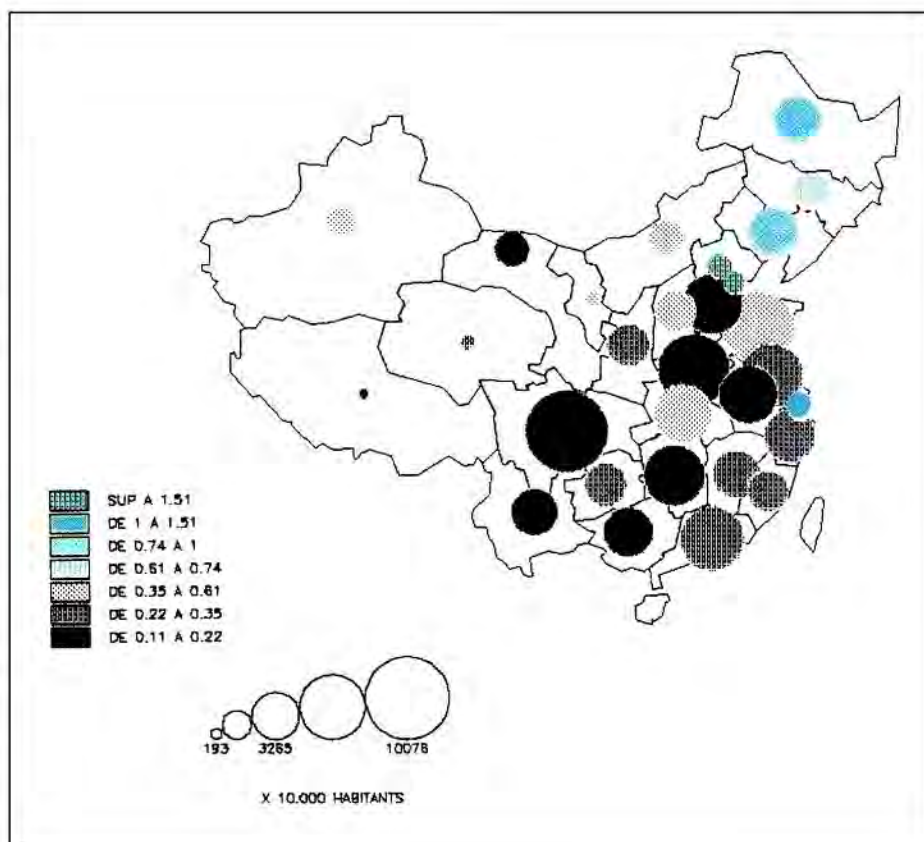 SUP A 1.51
DE 1 A 1.51
DE 0.74 A 1
DE 0.61 A 0.74
DE 0.35 A 0.61
DE 0.22 A 0.35
DE 0.11 A 0.22
193 3265 10076
X 10.000 HABITANTS